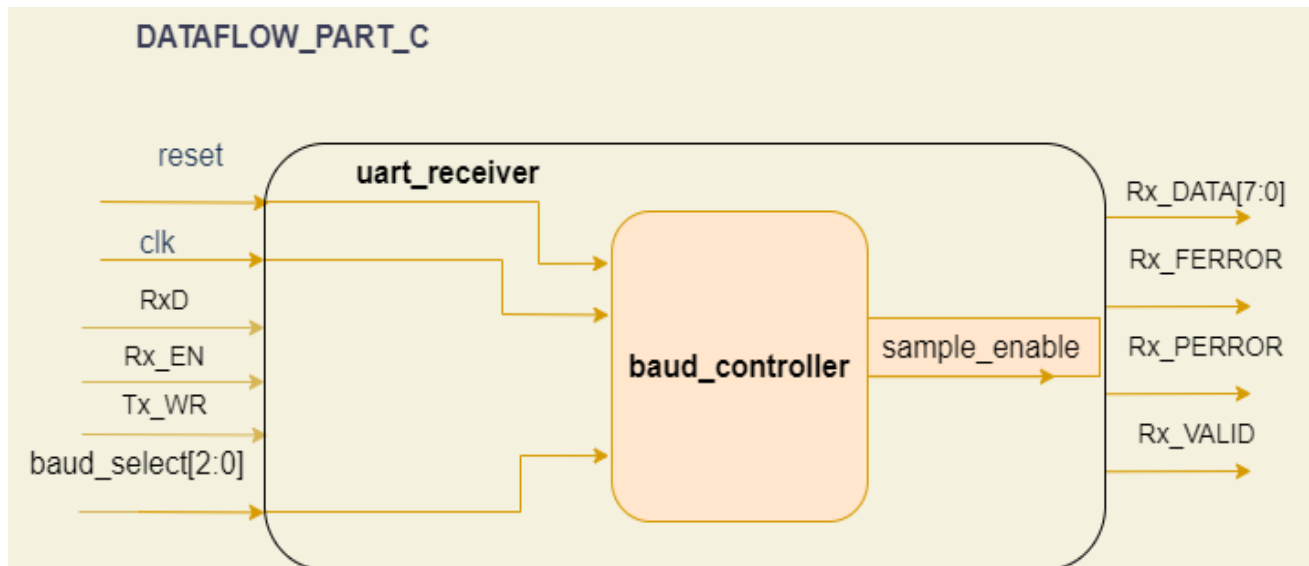 DATAFLOW_PART_C
reset
uart_receiver
clk
RxD
Rx_EN
Tx_WR
baud_select[2:0]
baud_controller
sample_enable
Rx_DATA[7:0]
Rx_FERROR
Rx_PERROR
Rx_VALID